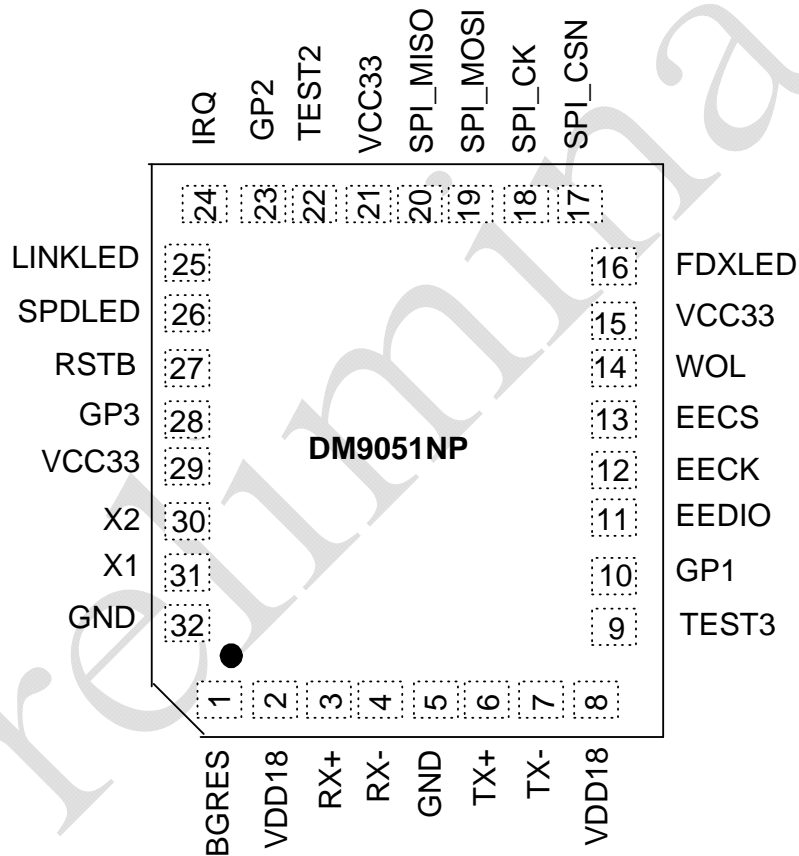 IRQ
GP2
TEST2
VCC33
SPI_MISO
SPI_MOSI
SPI_CK
SPI_CSN
24
23
22
21
20
19
18
17
LINKLED 25
16 FDXLED
SPDLED 26
15 VCC33
RSTB 27
14 WOL
GP3 28
13 EECS
VCC33 29
DM9051NP
12 EECK
X2 30
11 EEDIO
X1 31
10 GP1
GND 32
9 TEST3
1
2
3
4
5
6
7
8
BGRES
VDD18
RX+
RX-
GND
TX+
TX-
VDD18
relimina